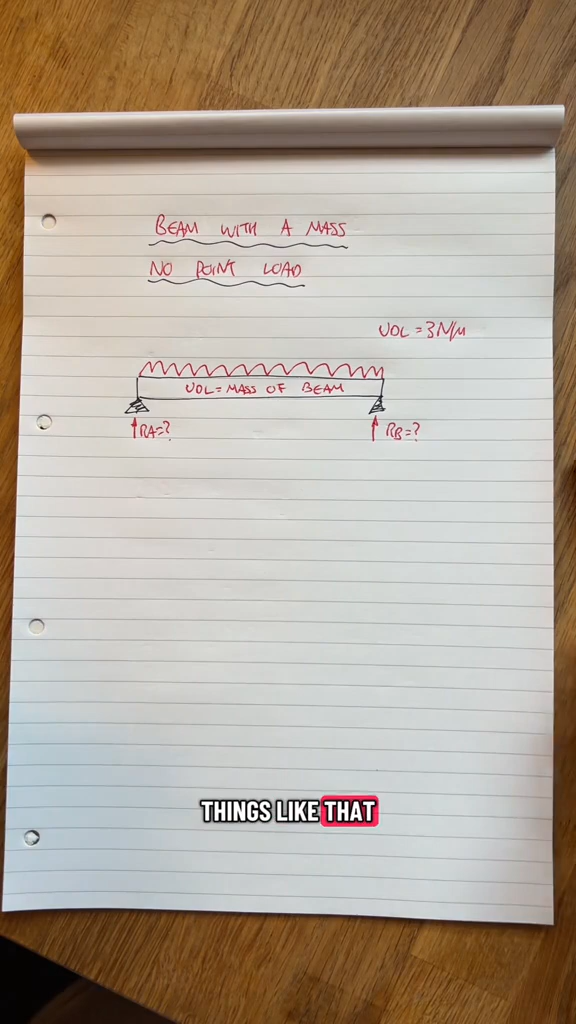 BEAM WITH A MASS
NO POINT LOAD
UDL = 3N/M
UDL = MASS OF BEAM
RA=?
RB=?
THINGS LIKE THAT